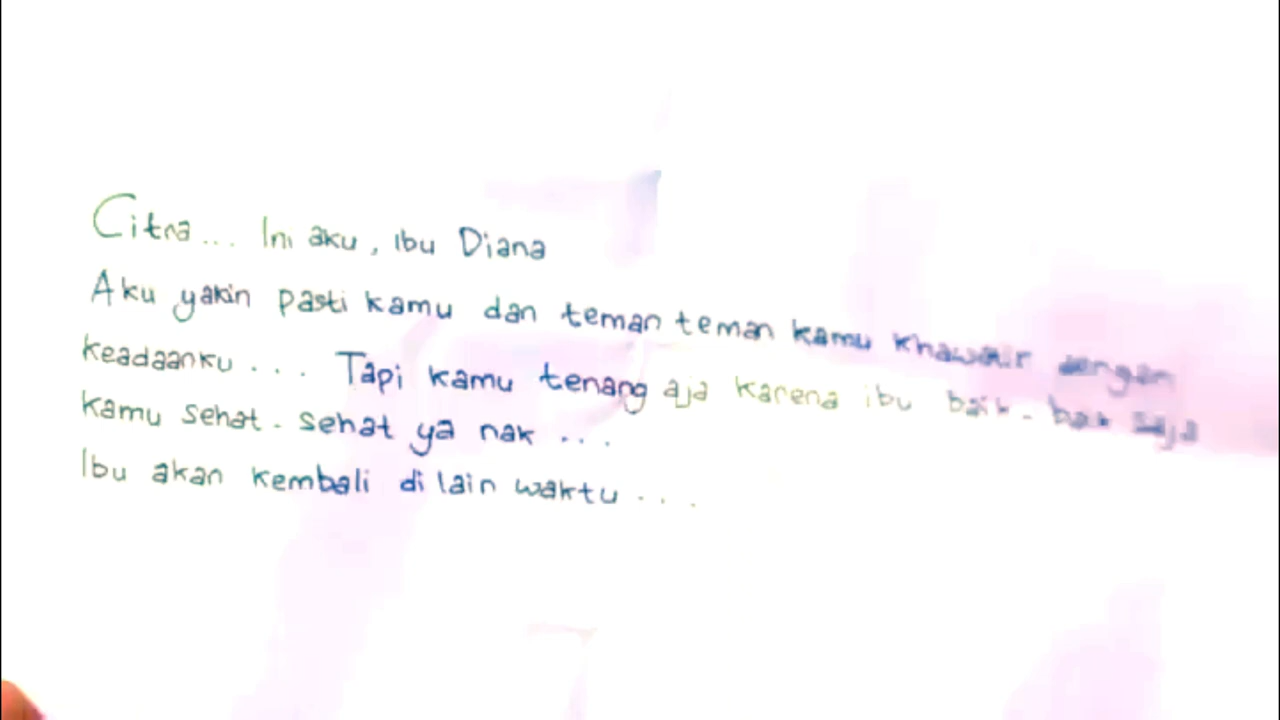 Citra... Ini aku, Ibu Diana
Aku yakin pasti kamu dan teman teman kamu khawatir dengan
keadaanku... Tapi kamu tenang aja karena ibu baik-baik saja
kamu sehat-sehat ya nak...
Ibu akan kembali di lain waktu...